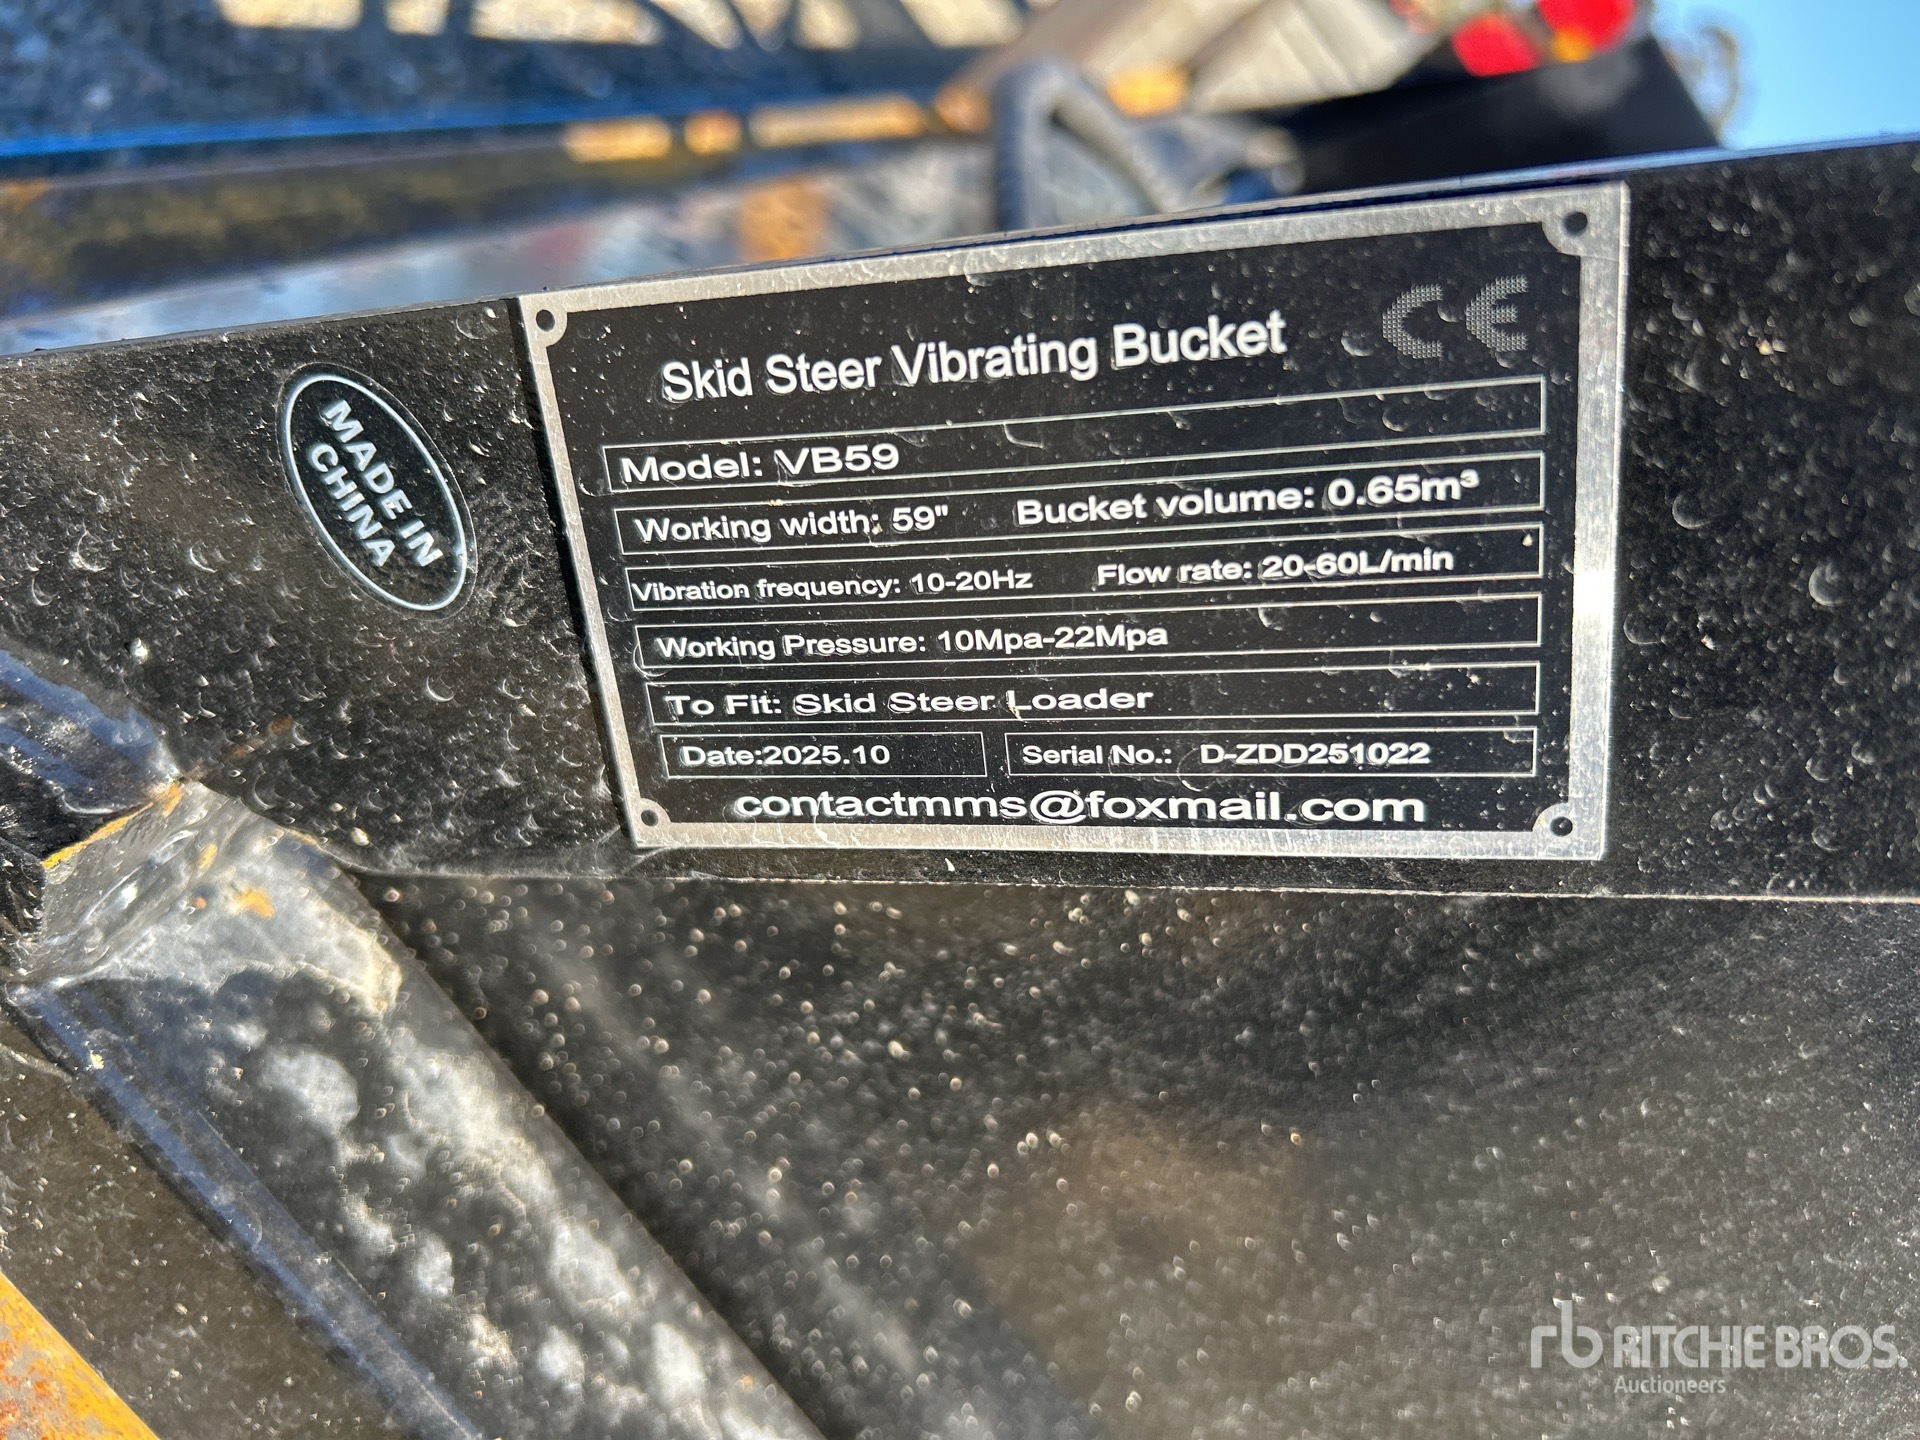 MADE IN
CHINA
CE
Skid Steer Vibrating Bucket
Model: VB59
Working width: 59" Bucket volume: 0.65m³
Vibration frequency: 10-20Hz Flow rate: 20-60L/min
Working Pressure: 10Mpa-22Mpa
To Fit: Skid Steer Loader
Date:2025.10 Serial No.: D-ZDD251022
contactmms@foxmail.com
rb RITCHIE BROS.
Auctioneers